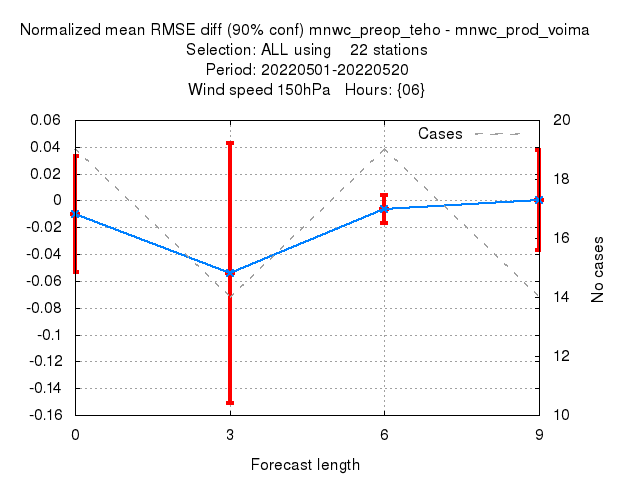 Normalized mean RMSE diff (90% conf) mnwc_preop_teho - mnwc_prod_voima
Selection: ALL using    22 stations
Period: 20220501-20220520
Wind speed 150hPa   Hours: {06}
Cases
0.06
0.04
0.02
0
-0.02
-0.04
-0.06
-0.08
-0.1
-0.12
-0.14
-0.16
20
18
16
14
12
10
No cases
0 3 6 9
Forecast length